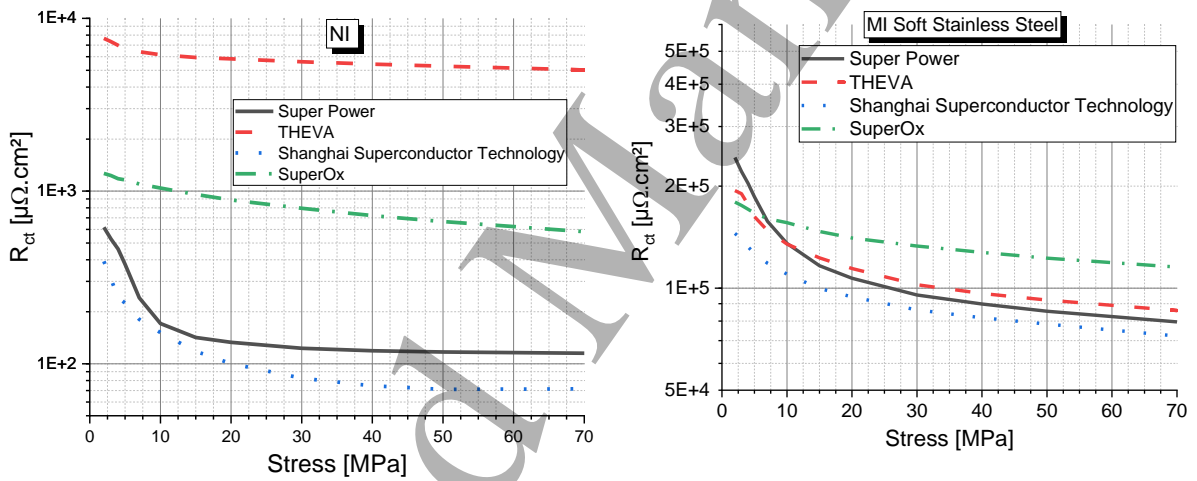 NI
1E+4
1E+3
1E+2
R_ct [µΩ.cm²]
Super Power
THEVA
Shanghai Superconductor Technology
SuperOx
0 10 20 30 40 50 60 70
Stress [MPa]
MI Soft Stainless Steel
5E+5
4E+5
3E+5
2E+5
1E+5
5E+4
R_ct [µΩ.cm²]
Super Power
THEVA
Shanghai Superconductor Technology
SuperOx
0 10 20 30 40 50 60 70
Stress [MPa]
d Man